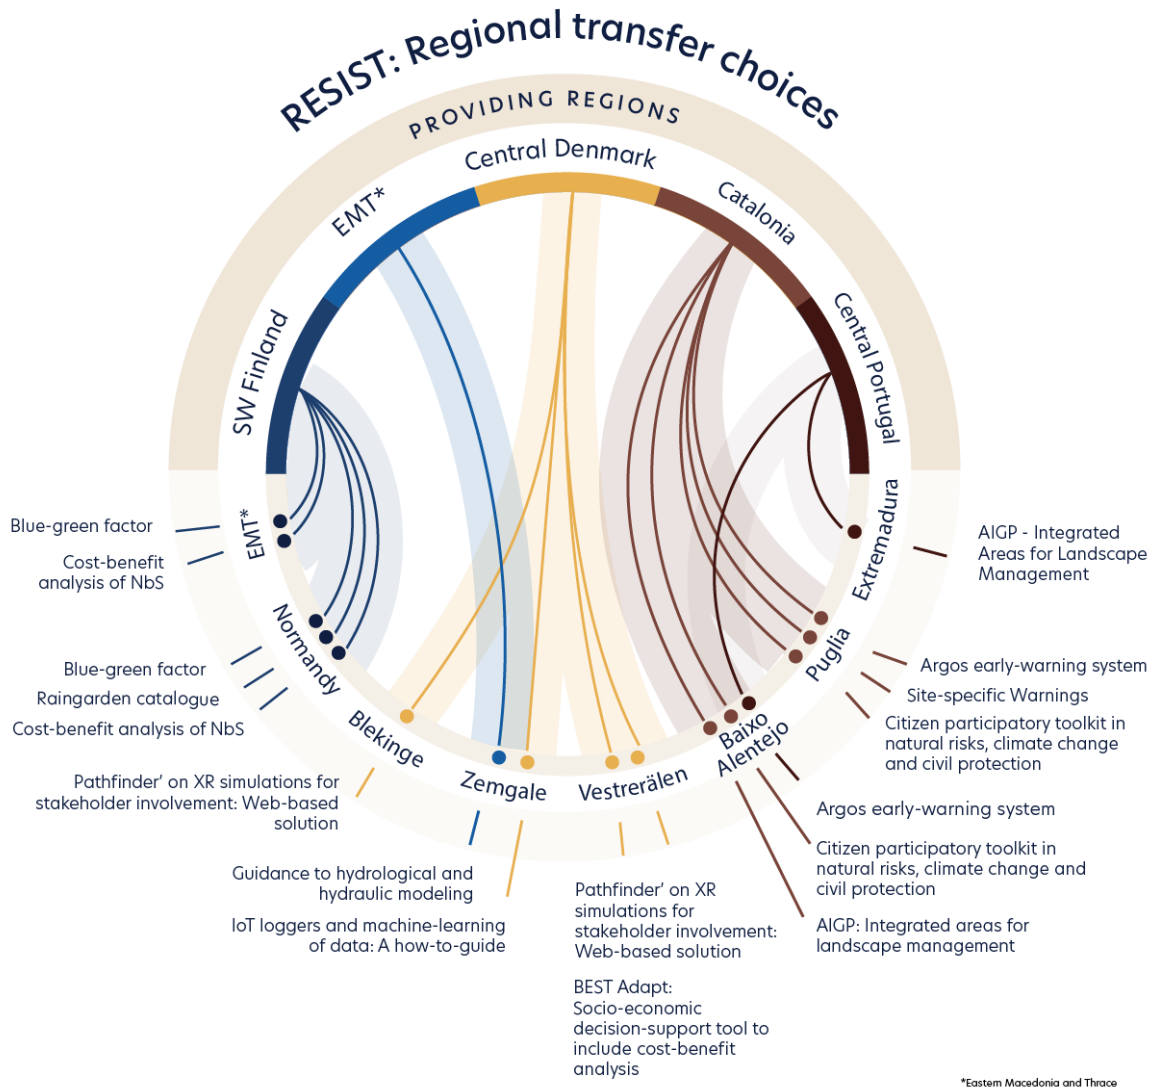 RESIST: Regional transfer choices
PROVIDING REGIONS
SW Finland
EMT*
Central Denmark
Catalonia
Central Portugal
EMT*
Normandy
Blekinge
Zemgale
Vestrerälen
Baixo
Alentejo
Puglia
Extremadura
Blue-green factor
Cost-benefit
analysis of NbS
Blue-green factor
Raingarden catalogue
Cost-benefit analysis of NbS
Pathfinder’ on XR simulations for
stakeholder involvement: Web-based
solution
Guidance to hydrological and
hydraulic modeling
IoT loggers and machine-learning
of data: A how-to-guide
Pathfinder’ on XR
simulations for
stakeholder involvement:
Web-based solution
BEST Adapt:
Socio-economic
decision-support tool to
include cost-benefit
analysis
AIGP - Integrated
Areas for Landscape
Management
Argos early-warning system
Site-specific Warnings
Citizen participatory toolkit in
natural risks, climate change
and civil protection
Argos early-warning system
Citizen participatory toolkit in
natural risks, climate change and
civil protection
AIGP: Integrated areas for
landscape management
*Eastern Macedonia and Thrace